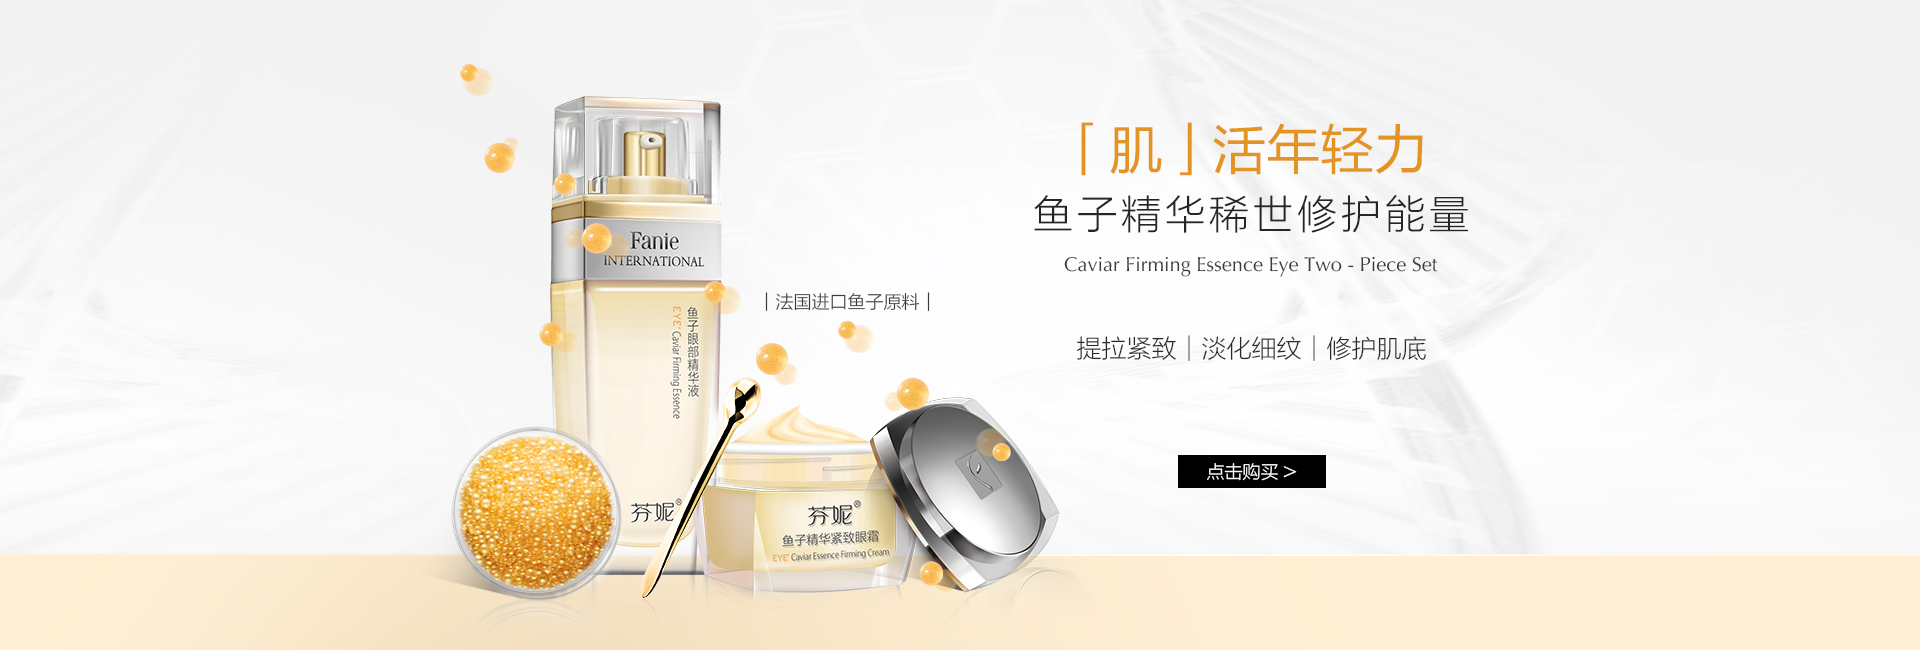 「肌」活年轻力
鱼子精华稀世修护能量
Caviar Firming Essence Eye Two - Piece Set
提拉紧致｜淡化细纹｜修护肌底
点击购买 >
| 法国进口鱼子原料 |
Fanie
INTERNATIONAL
鱼子眼部精华液
EYE' Caviar Firming Essence
芬妮®
芬妮®
鱼子精华紧致眼霜
EYE' Caviar Essence Firming Cream